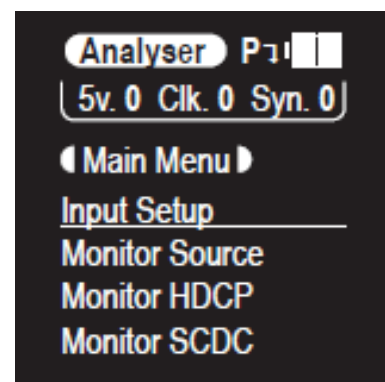 Analyser P
5v. 0 Clk. 0 Syn. 0
Main Menu
Input Setup
Monitor Source
Monitor HDCP
Monitor SCDC